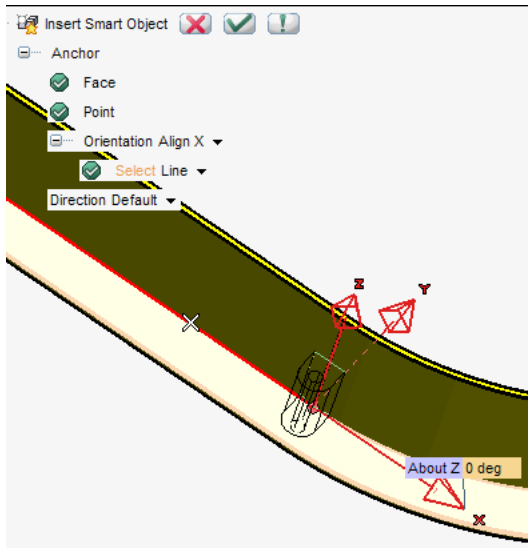 Insert Smart Object
Anchor
Face
Point
Orientation Align X
Select Line
Direction Default
Z
Y
About Z 0 deg
X